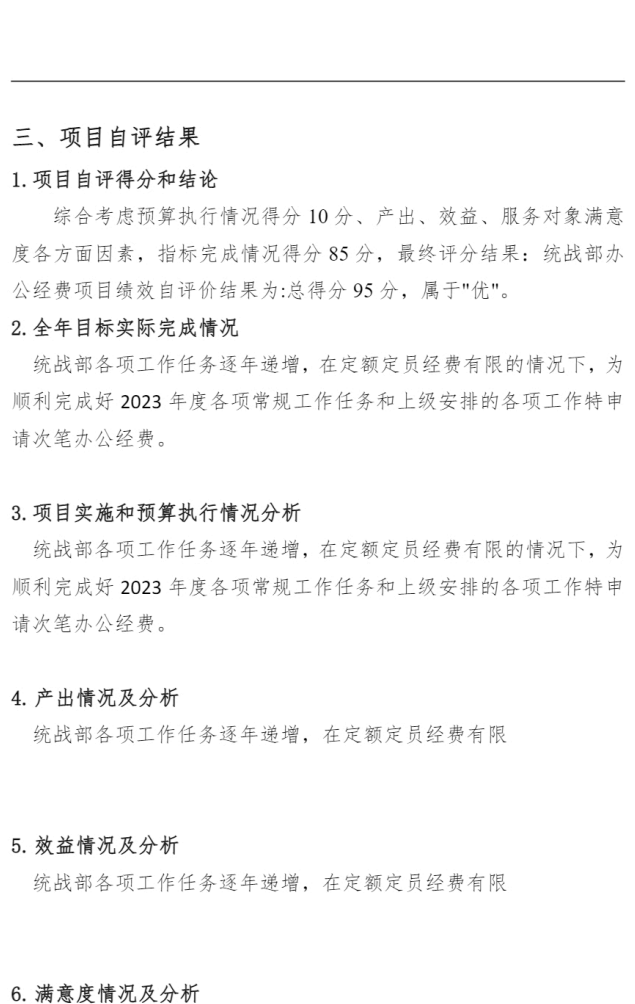 三、项目自评结果
1.项目自评得分和结论
综合考虑预算执行情况得分 10 分、产出、效益、服务对象满意
度各方面因素，指标完成情况得分 85 分，最终评分结果：统战部办
公经费项目绩效自评价结果为:总得分 95 分，属于"优"。
2.全年目标实际完成情况
统战部各项工作任务逐年递增，在定额定员经费有限的情况下，为
顺利完成好 2023 年度各项常规工作任务和上级安排的各项工作特申
请次笔办公经费。
3.项目实施和预算执行情况分析
统战部各项工作任务逐年递增，在定额定员经费有限的情况下，为
顺利完成好 2023 年度各项常规工作任务和上级安排的各项工作特申
请次笔办公经费。
4. 产出情况及分析
统战部各项工作任务逐年递增，在定额定员经费有限
5. 效益情况及分析
统战部各项工作任务逐年递增，在定额定员经费有限
6. 满意度情况及分析